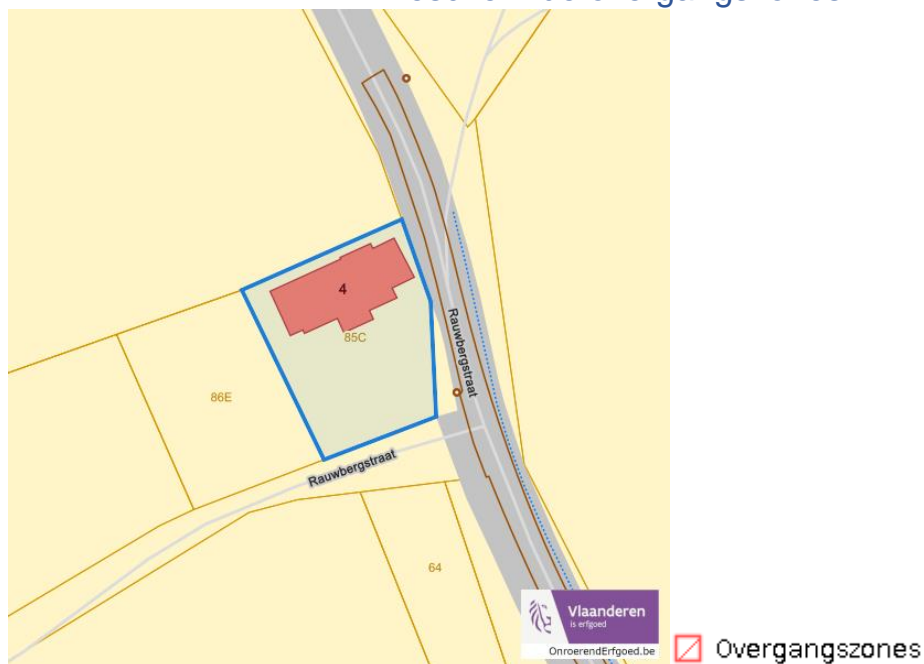 4
85C
86E
Rauwbergstraat
Rauwbergstraat
64
Vlaanderen
is erfgoed
OnroerendErfgoed.be
Overgangszones